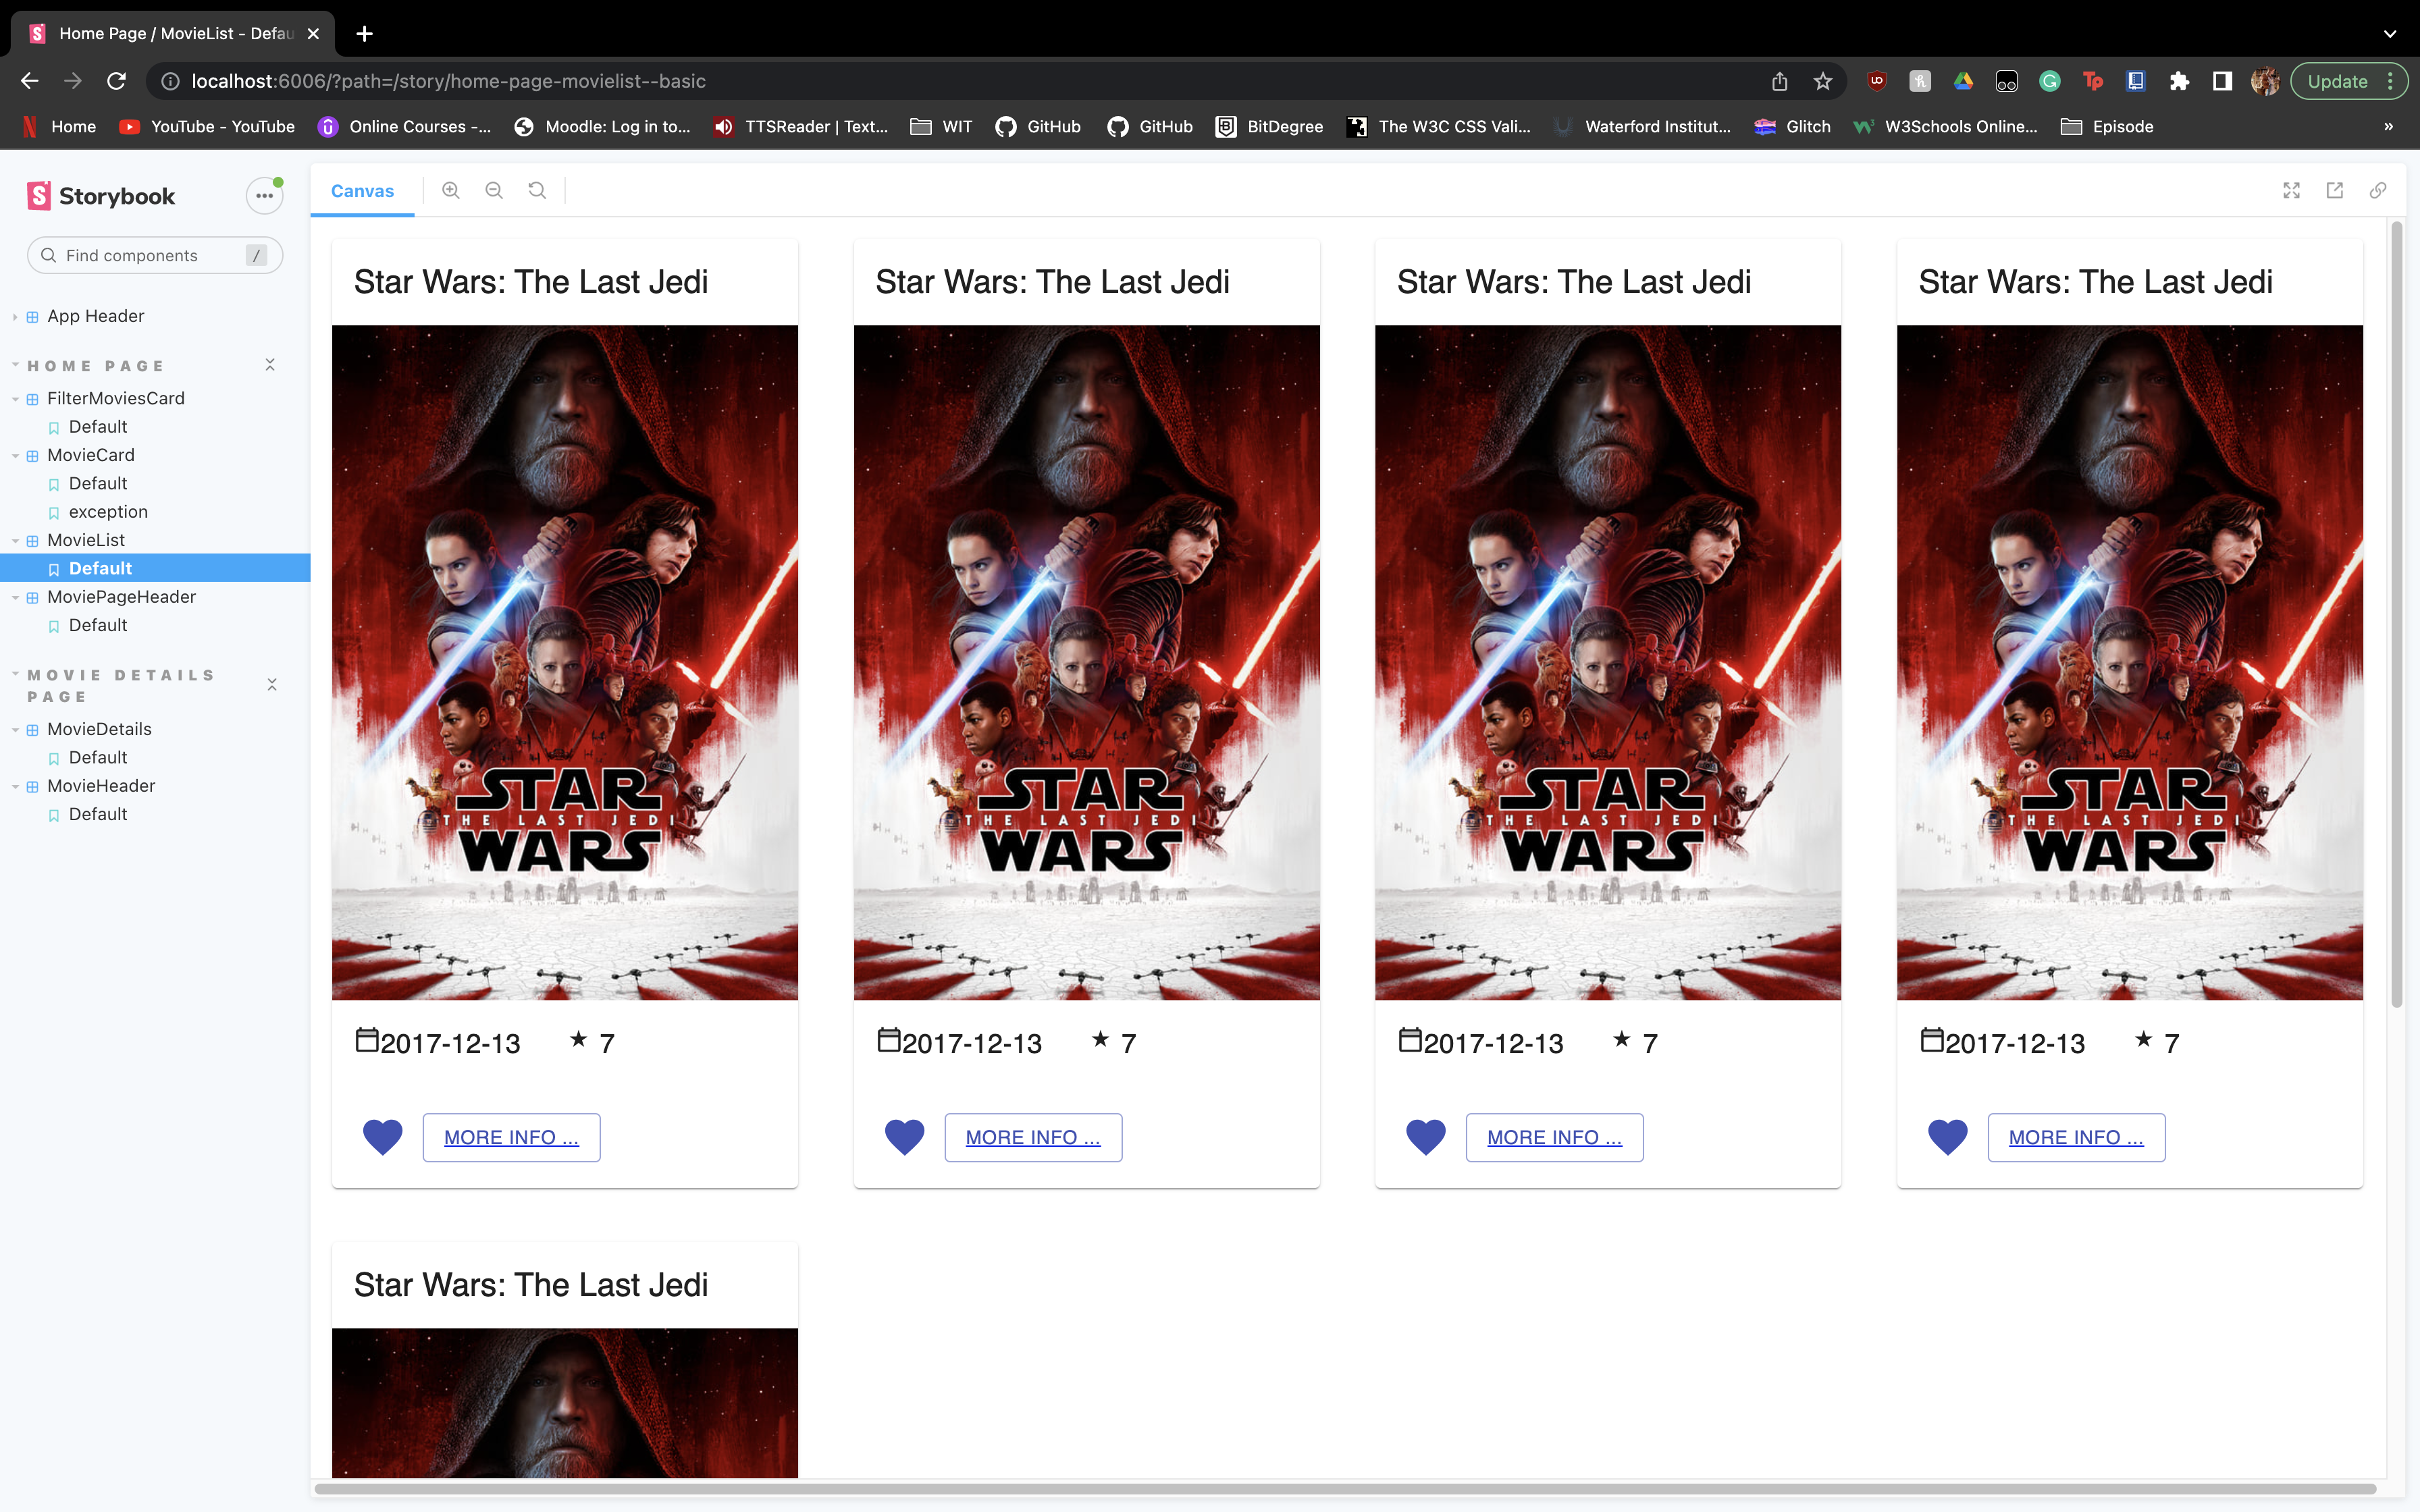 Home Page / MovieList - Defau
localhost:6006/?path=/story/home-page-movielist--basic
Update
Home
YouTube - YouTube
Online Courses -...
Moodle: Log in to...
TTSReader | Text...
WIT
GitHub
GitHub
BitDegree
The W3C CSS Vali...
Waterford Institut...
Glitch
W3Schools Online...
Episode
»
Storybook
Find components
/
App Header
HOME PAGE
FilterMoviesCard
Default
MovieCard
Default
exception
MovieList
Default
MoviePageHeader
Default
MOVIE DETAILS
PAGE
MovieDetails
Default
MovieHeader
Default
Canvas
Star Wars: The Last Jedi
STAR
THE LAST JEDI
WARS
2017-12-13 ★ 7
MORE INFO ...
Star Wars: The Last Jedi
STAR
THE LAST JEDI
WARS
2017-12-13 ★ 7
MORE INFO ...
Star Wars: The Last Jedi
STAR
THE LAST JEDI
WARS
2017-12-13 ★ 7
MORE INFO ...
Star Wars: The Last Jedi
STAR
THE LAST JEDI
WARS
2017-12-13 ★ 7
MORE INFO ...
Star Wars: The Last Jedi